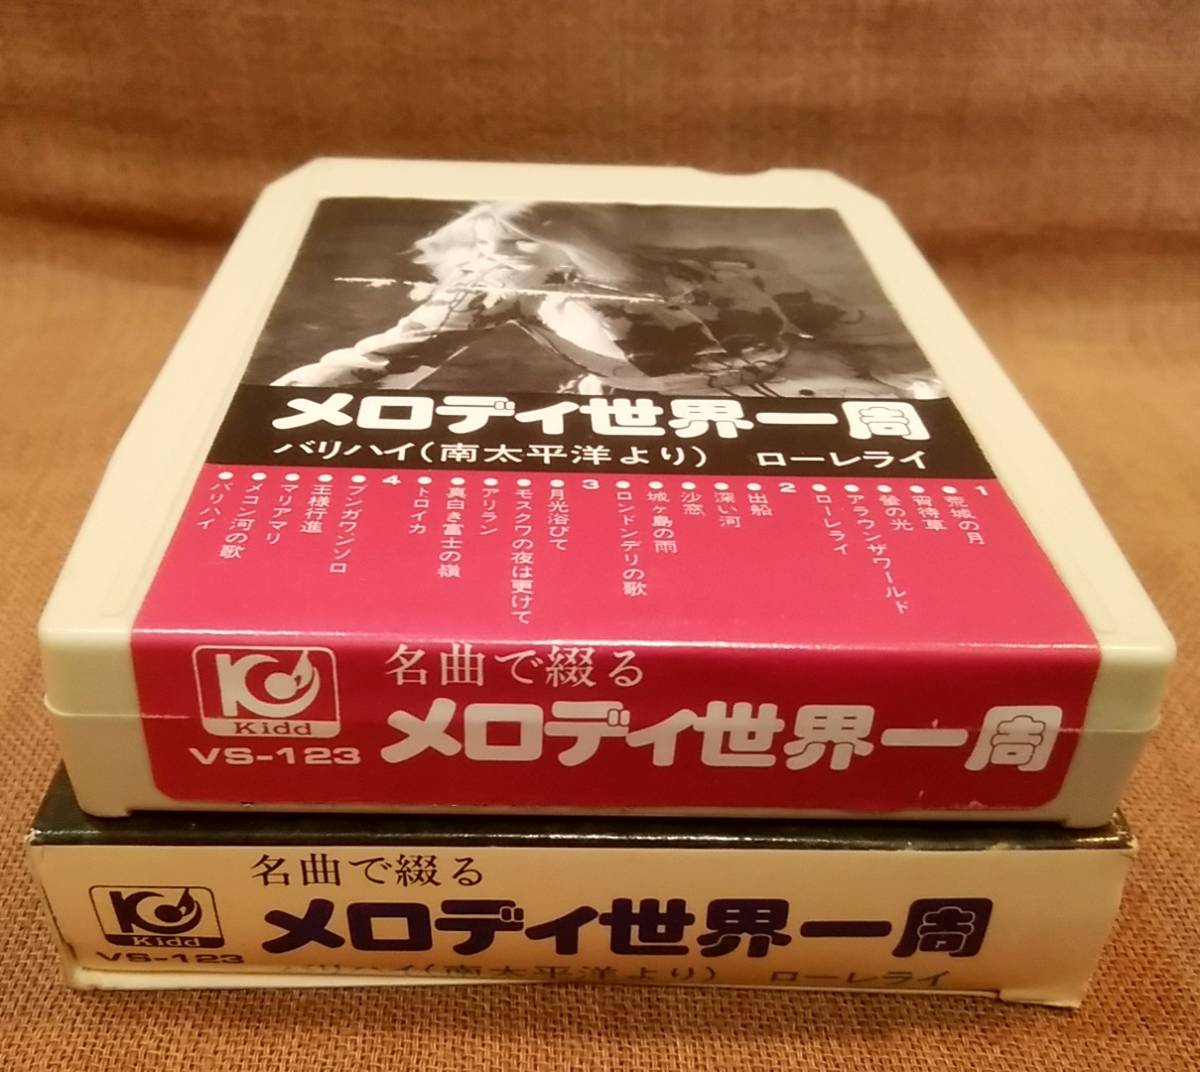 メロディ世界一周
バリハイ(南太平洋より) ローレライ
1
●荒城の月
●宵待草
●螢の光
●アラウンザワールド
●ローレライ
2
●出船
●深い河
●沙窓
●城ヶ島の雨
●ロンドンデリの歌
3
●月光浴びて
●モスクワの夜は更けて
●アリラン
●真白き富士の嶺
●トロイカ
4
●ブンガワンソロ
●王様行進
●マリアマリ
●メコン河の歌
●バリハイ
Kidd
VS-123
名曲で綴る
メロディ世界一周
Kidd
VS-123
名曲で綴る
メロディ世界一周
バリハイ(南太平洋より) ローレライ